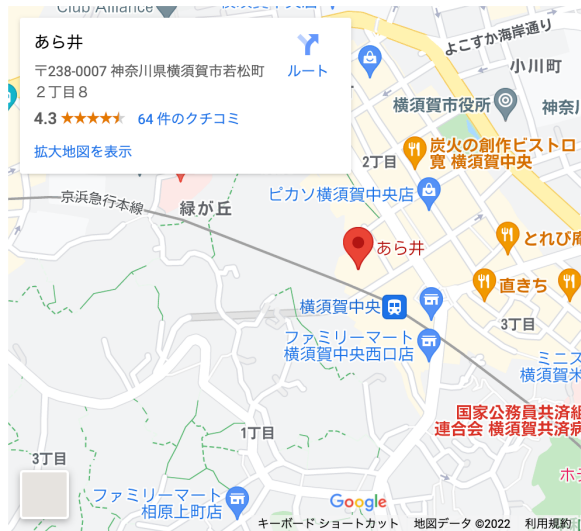 Club Alliance
あら井
〒238-0007 神奈川県横須賀市若松町
2丁目8
4.3
64 件のクチコミ
拡大地図を表示
ルート
よこすか海岸通り
小川町
横須賀市役所
神奈川
2丁目
炭火の創作ビストロ
寛 横須賀中央
ピカソ横須賀中央店
京浜急行本線
緑が丘
あら井
とれび
直きち
横須賀中央
3丁目
ファミリーマート
横須賀中央西口店
ミニス
横須賀米
国家公務員共済組
連合会 横須賀共済病
1丁目
3丁目
ホテ
ファミリーマート
相原上町店
Google
キーボード ショートカット
地図データ ©2022
利用規約